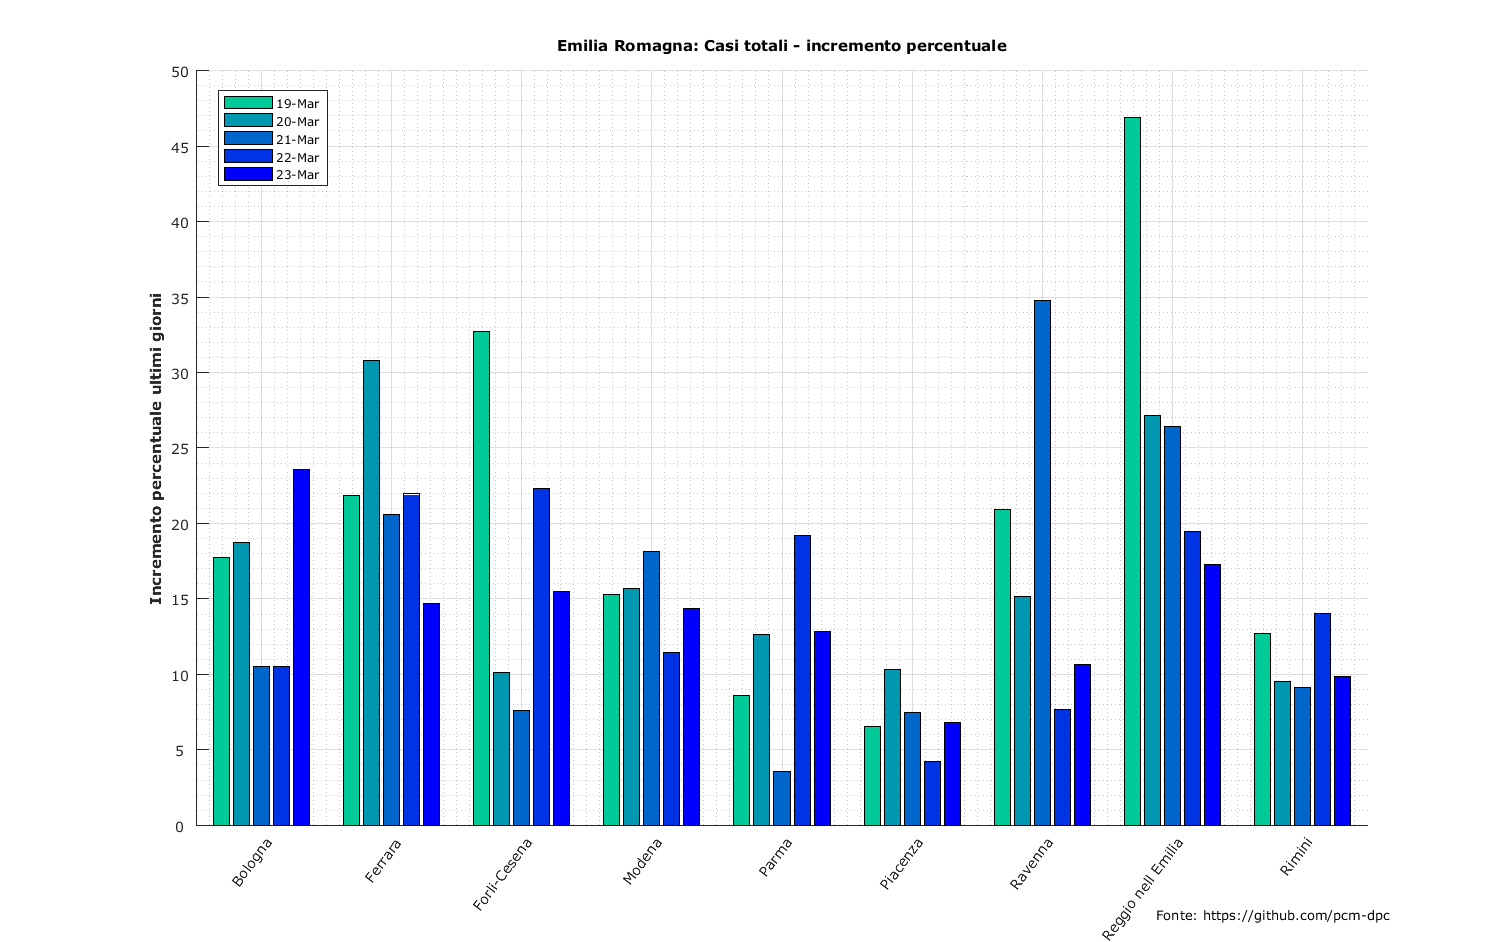 Emilia Romagna: Casi totali - incremento percentuale
Incremento percentuale ultimi giorni
50
45
40
35
30
25
20
15
10
5
0
19-Mar
20-Mar
21-Mar
22-Mar
23-Mar
Bologna
Ferrara
Forlì-Cesena
Modena
Parma
Piacenza
Ravenna
Reggio nell Emilia
Rimini
Fonte: https://github.com/pcm-dpc